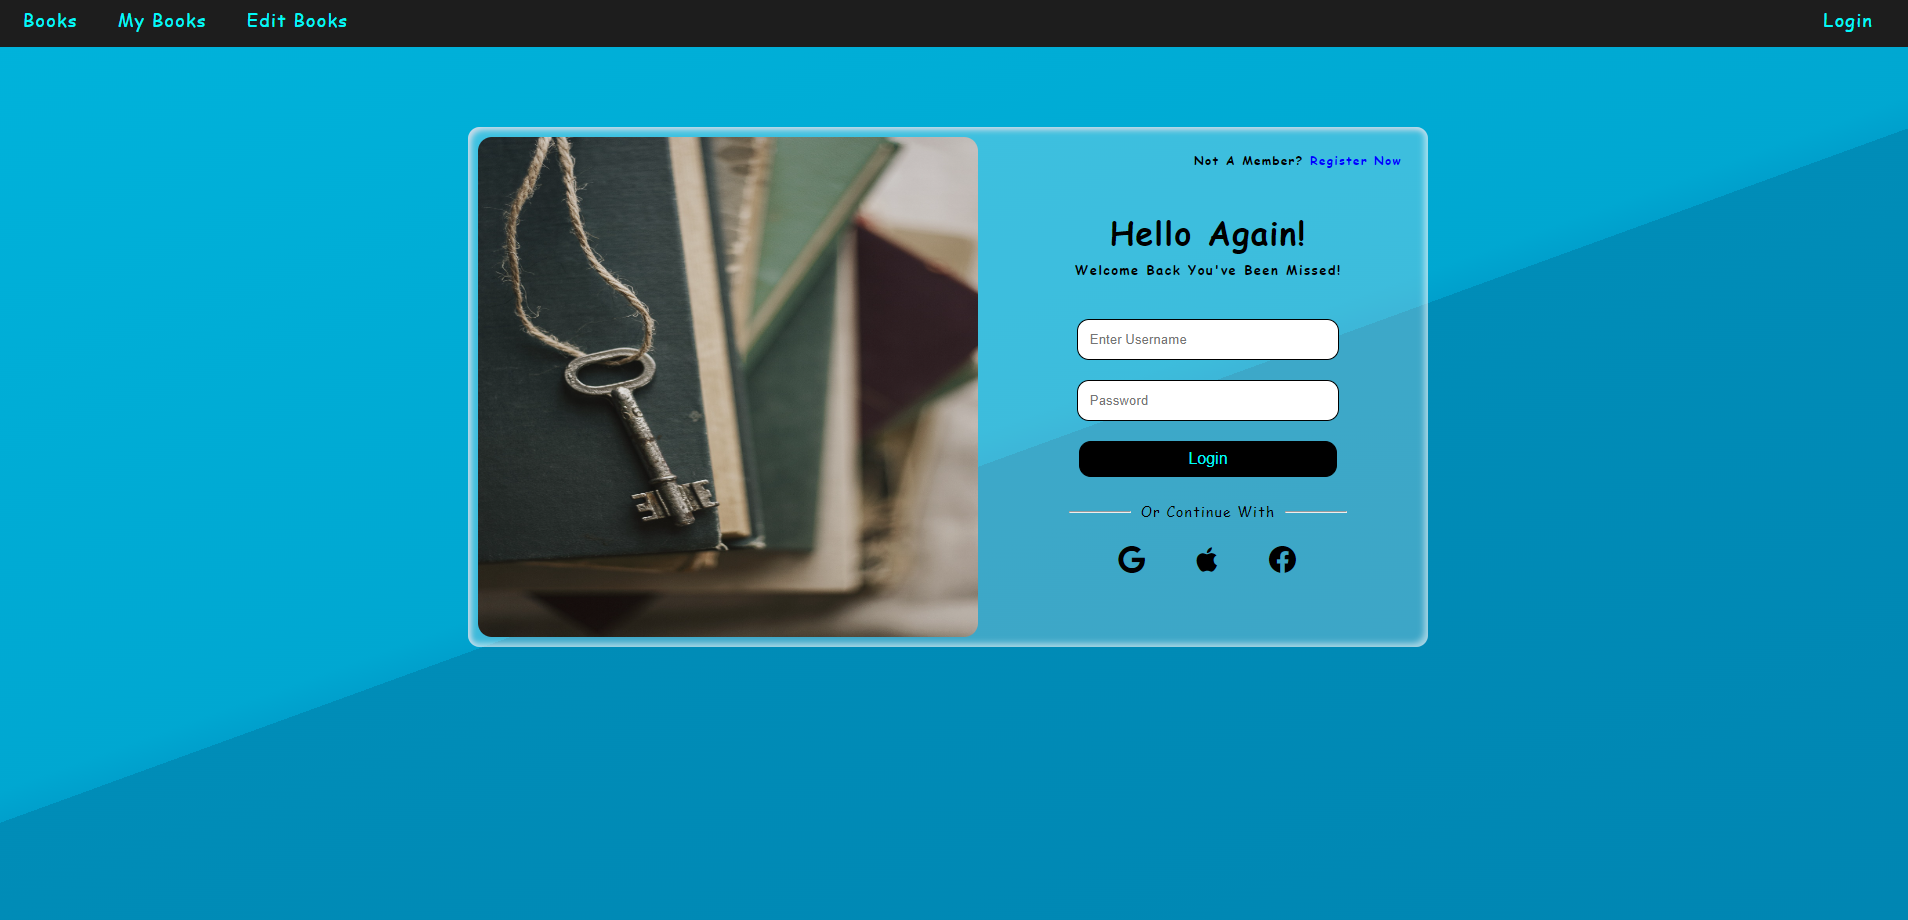 Books My Books Edit Books Login
Not A Member? Register Now
Hello Again!
Welcome Back You've Been Missed!
Enter Username
Password
Login
Or Continue With